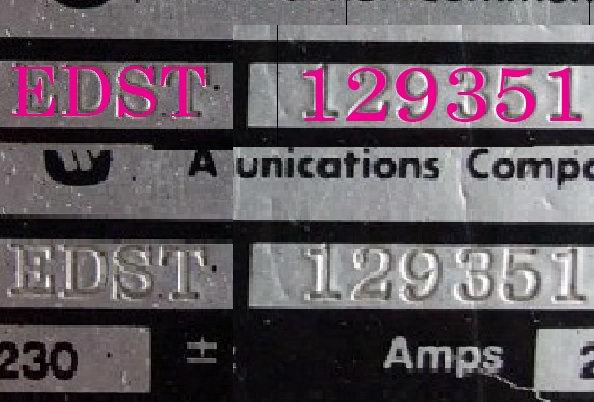 EDST 129351
A unications Compa
EDST 129351
230 ± Amps 2